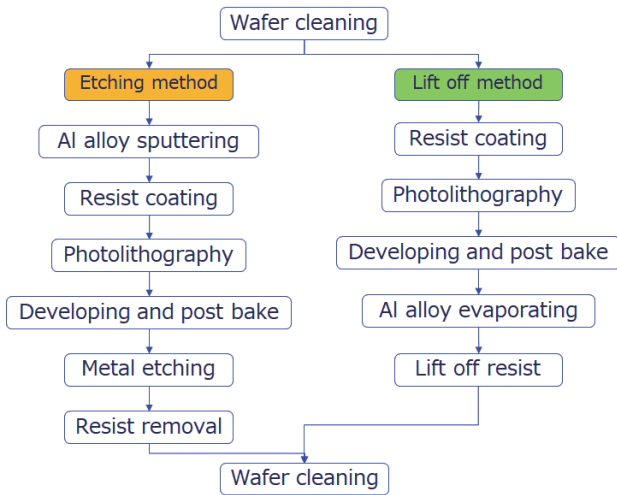 Wafer cleaning
Etching method
Al alloy sputtering
Resist coating
Photolithography
Developing and post bake
Metal etching
Resist removal
Lift off method
Resist coating
Photolithography
Developing and post bake
Al alloy evaporating
Lift off resist
Wafer cleaning